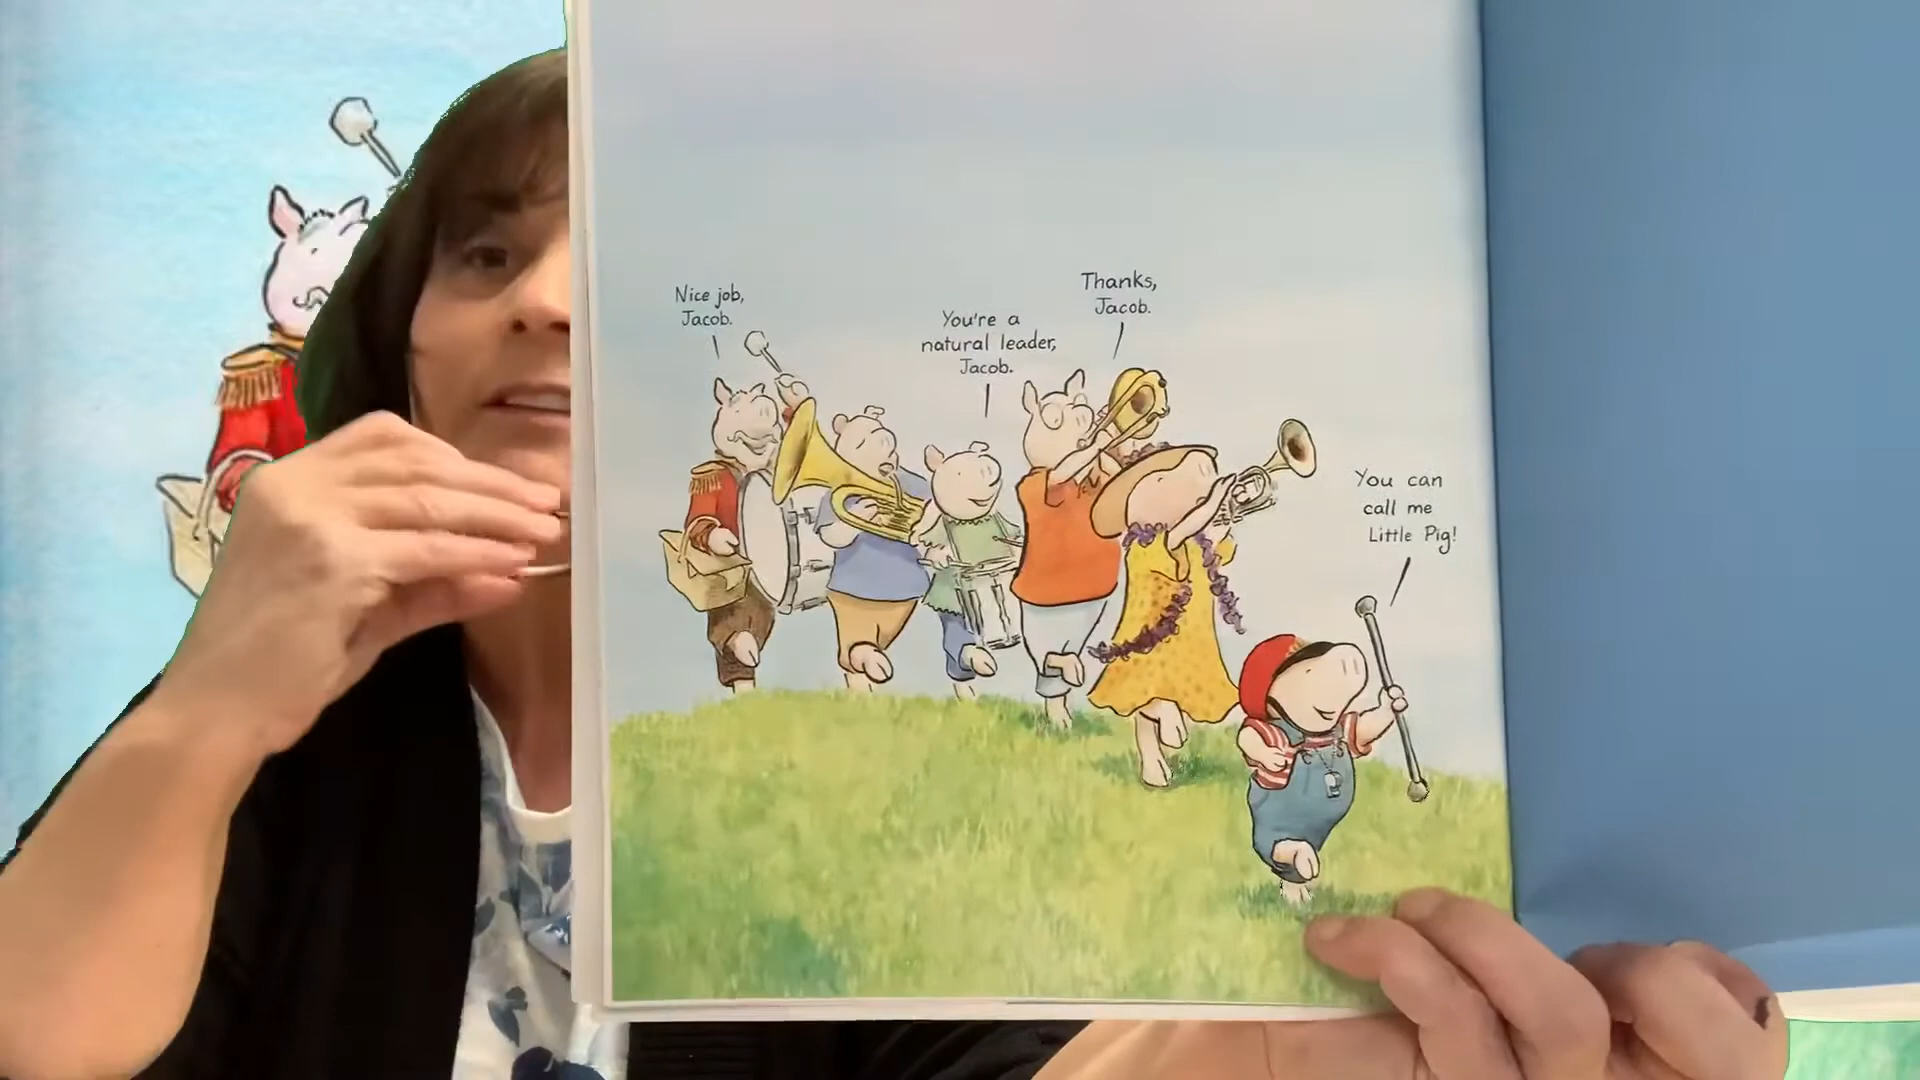 Nice job,
Jacob.
You're a
natural leader,
Jacob.
Thanks,
Jacob.
You can
call me
Little Pig!